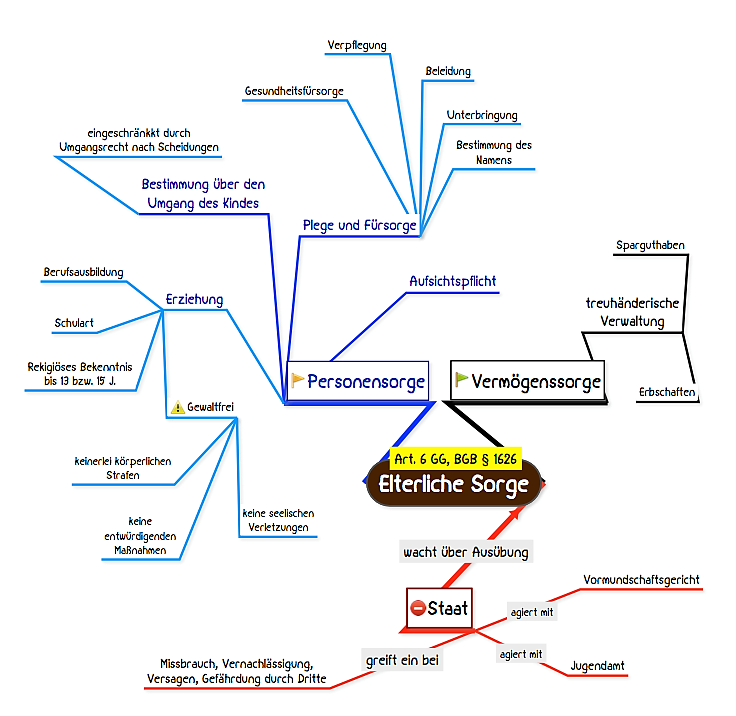 Verpflegung
Beleidung
Gesundheitsfürsorge
Unterbringung
Bestimmung des
Namens
eingeschränkkt durch
Umgangsrecht nach Scheidungen
Bestimmung über den
Umgang des Kindes
Plege und Fürsorge
Sparguthaben
Berufsausbildung
Aufsichtspflicht
Erziehung
treuhänderische
Verwaltung
Schulart
Rekigiöses Bekenntnis
bis 13 bzw. 15 J.
Personensorge
Vermögenssorge
Erbschaften
Gewaltfrei
Art. 6 GG, BGB § 1626
Elterliche Sorge
keinerlei körperlichen
Strafen
keine seelischen
Verletzungen
keine
entwürdigenden
Maßnahmen
wacht über Ausübung
Vormundschaftsgericht
Staat
agiert mit
agiert mit
greift ein bei
Jugendamt
Missbrauch, Vernachlässigung,
Versagen, Gefährdung durch Dritte